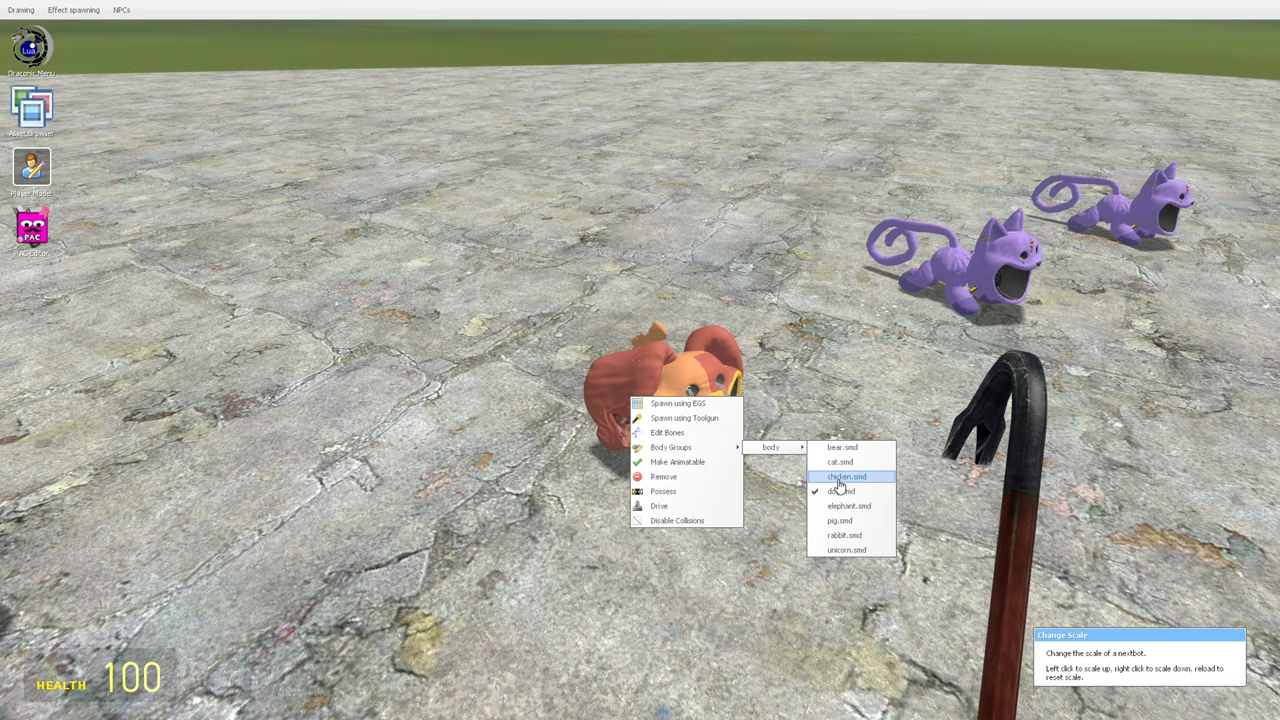 Drawing Effect spawning NPCs
Lua
Draconic Menu
Asset Browser
Player Model
PAC
PAC Editor
Spawn using EGS
Spawn using Toolgun
Edit Bones
Body Groups
Make Animatable
Remove
Possess
Drive
Disable Collisions
body
bear.smd
cat.smd
chicken.smd
elephant.smd
pig.smd
rabbit.smd
unicorn.smd
Change Scale
Change the scale of a nextbot.
Left click to scale up, right click to scale down, reload to
reset scale.
HEALTH 100